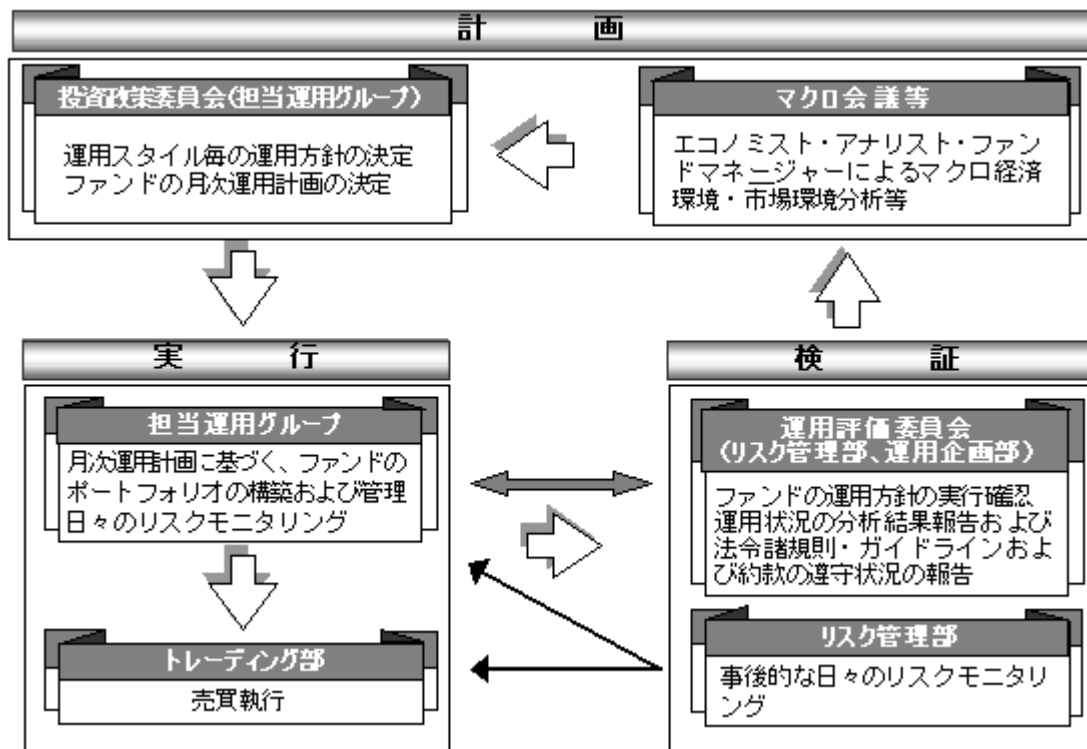 計画
投資政策委員会(担当運用グループ)
運用スタイル毎の運用方針の決定
ファンドの月次運用計画の決定
マクロ会議等
エコノミスト・アナリスト・ファン
ドマネージャーによるマクロ経済
環境・市場環境分析等
実行
担当運用グループ
月次運用計画に基づく、ファンドの
ポートフォリオの構築および管理
日々のリスクモニタリング
トレーディング部
売買執行
検証
運用評価委員会
(リスク管理部、運用企画部)
ファンドの運用方針の実行確認
運用状況の分析結果報告および
法令諸規則・ガイドラインおよ
び約款の遵守状況の報告
リスク管理部
事後的な日々のリスクモニタリ
ング